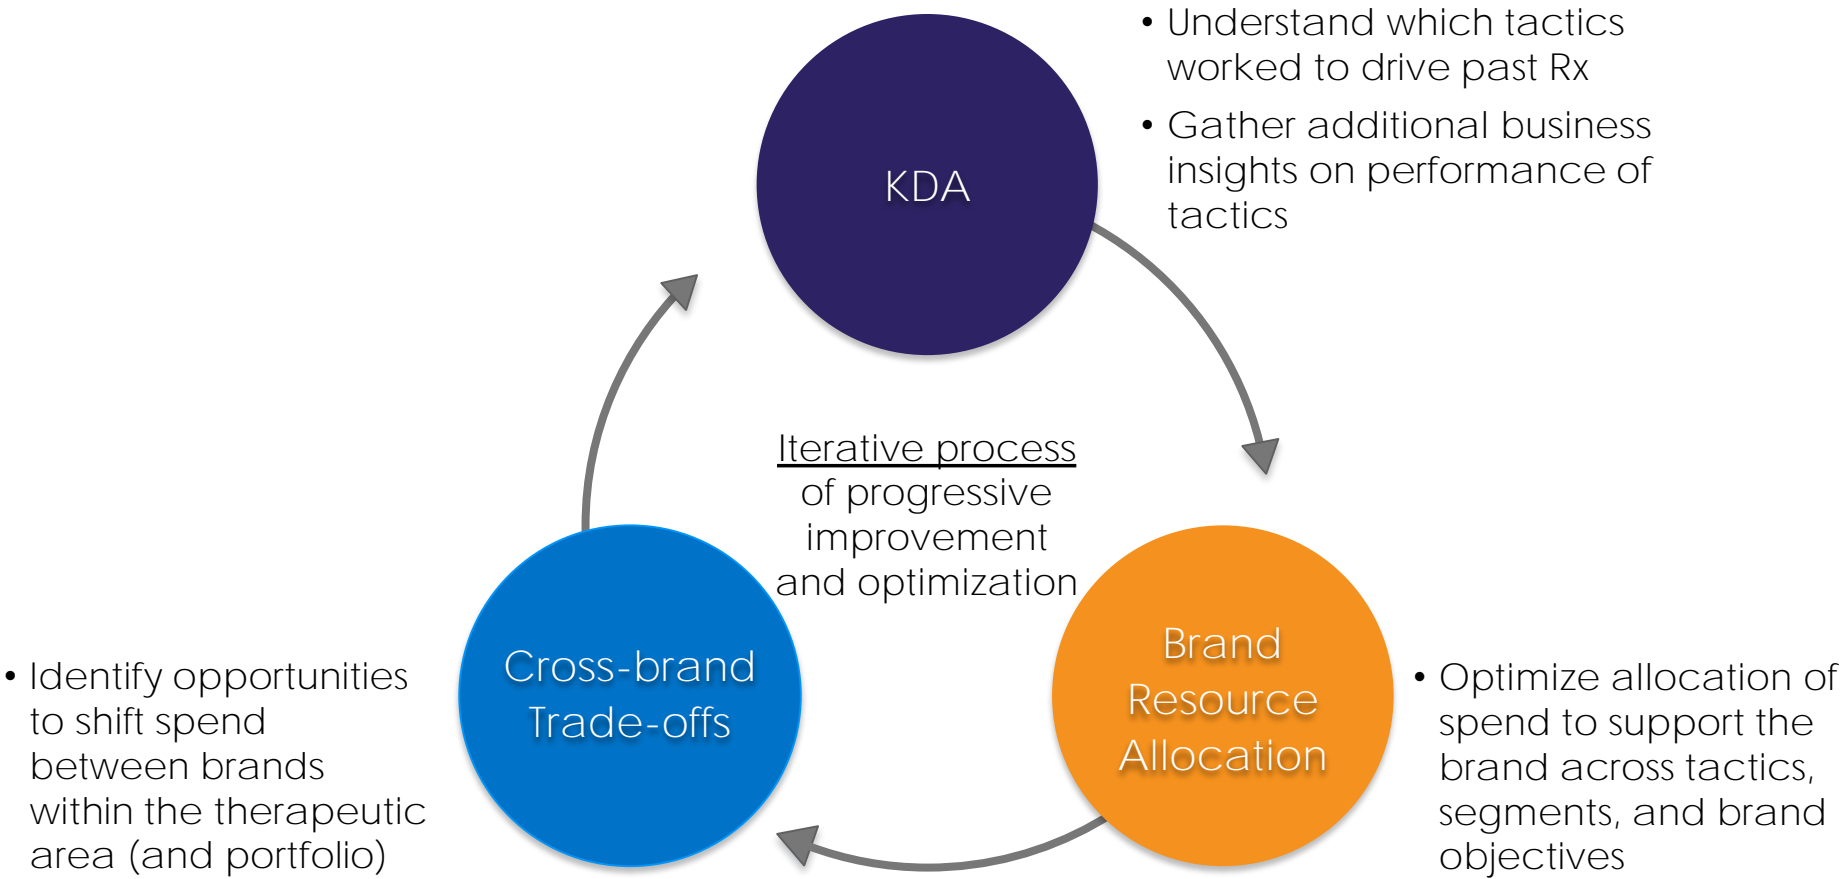 KDA
• Understand which tactics
worked to drive past Rx
• Gather additional business
insights on performance of
tactics
Iterative process
of progressive
improvement
and optimization
Brand
Resource
Allocation
• Optimize allocation of
spend to support the
brand across tactics,
segments, and brand
objectives
Cross-brand
Trade-offs
• Identify opportunities
to shift spend
between brands
within the therapeutic
area (and portfolio)